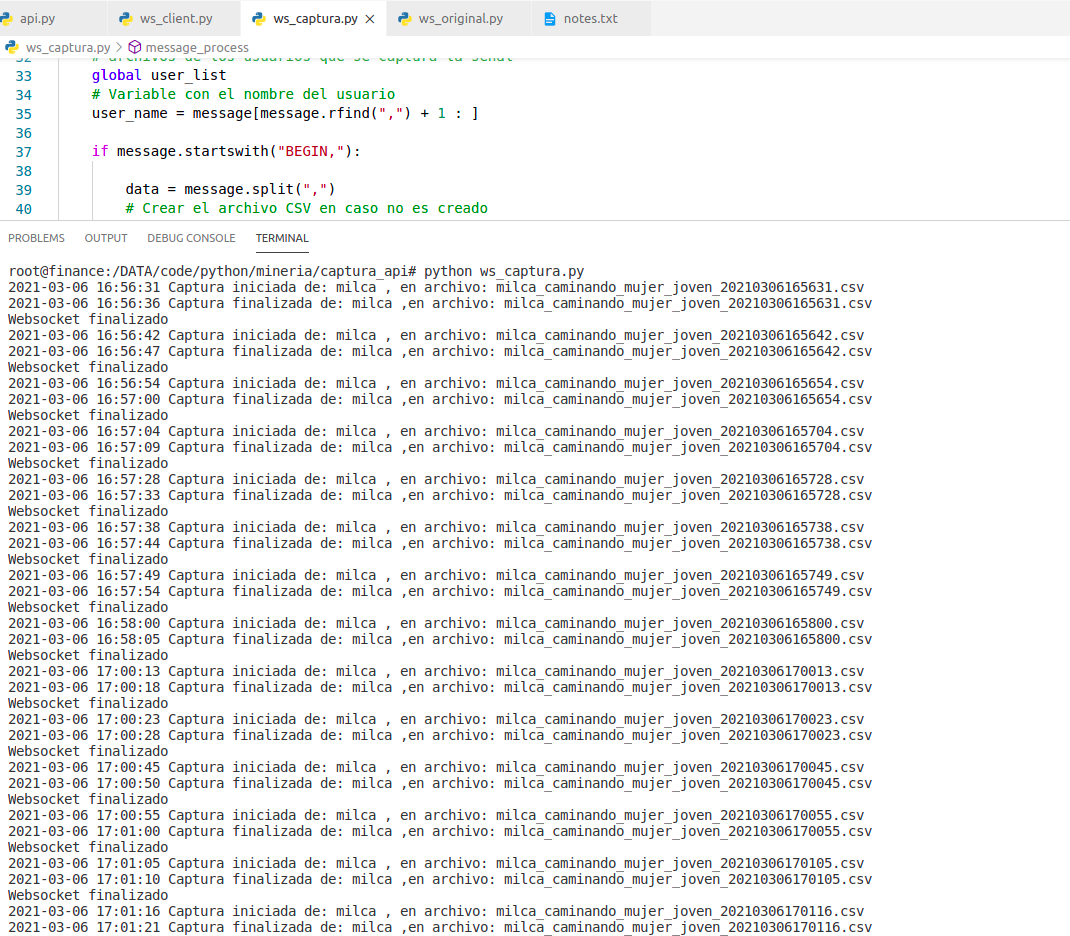 api.py ws_client.py ws_captura.py ws_original.py notes.txt
ws_captura.py > message_process
32 # archivos de los usuarios que se captura la señal
33 global user_list
34 # Variable con el nombre del usuario
35 user_name = message[message.rfind(",") + 1 : ]
36
37 if message.startswith("BEGIN,"):
38
39 data = message.split(",")
40 # Crear el archivo CSV en caso no es creado
PROBLEMS OUTPUT DEBUG CONSOLE TERMINAL
root@finance:/DATA/code/python/mineria/captura_api# python ws_captura.py
2021-03-06 16:56:31 Captura iniciada de: milca , en archivo: milca_caminando_mujer_joven_20210306165631.csv
2021-03-06 16:56:36 Captura finalizada de: milca ,en archivo: milca_caminando_mujer_joven_20210306165631.csv
Websocket finalizado
2021-03-06 16:56:42 Captura iniciada de: milca , en archivo: milca_caminando_mujer_joven_20210306165642.csv
2021-03-06 16:56:47 Captura finalizada de: milca ,en archivo: milca_caminando_mujer_joven_20210306165642.csv
Websocket finalizado
2021-03-06 16:56:54 Captura iniciada de: milca , en archivo: milca_caminando_mujer_joven_20210306165654.csv
2021-03-06 16:57:00 Captura finalizada de: milca ,en archivo: milca_caminando_mujer_joven_20210306165654.csv
Websocket finalizado
2021-03-06 16:57:04 Captura iniciada de: milca , en archivo: milca_caminando_mujer_joven_20210306165704.csv
2021-03-06 16:57:09 Captura finalizada de: milca ,en archivo: milca_caminando_mujer_joven_20210306165704.csv
Websocket finalizado
2021-03-06 16:57:28 Captura iniciada de: milca , en archivo: milca_caminando_mujer_joven_20210306165728.csv
2021-03-06 16:57:33 Captura finalizada de: milca ,en archivo: milca_caminando_mujer_joven_20210306165728.csv
Websocket finalizado
2021-03-06 16:57:38 Captura iniciada de: milca , en archivo: milca_caminando_mujer_joven_20210306165738.csv
2021-03-06 16:57:44 Captura finalizada de: milca ,en archivo: milca_caminando_mujer_joven_20210306165738.csv
Websocket finalizado
2021-03-06 16:57:49 Captura iniciada de: milca , en archivo: milca_caminando_mujer_joven_20210306165749.csv
2021-03-06 16:57:54 Captura finalizada de: milca ,en archivo: milca_caminando_mujer_joven_20210306165749.csv
Websocket finalizado
2021-03-06 16:58:00 Captura iniciada de: milca , en archivo: milca_caminando_mujer_joven_20210306165800.csv
2021-03-06 16:58:05 Captura finalizada de: milca ,en archivo: milca_caminando_mujer_joven_20210306165800.csv
Websocket finalizado
2021-03-06 17:00:13 Captura iniciada de: milca , en archivo: milca_caminando_mujer_joven_20210306170013.csv
2021-03-06 17:00:18 Captura finalizada de: milca ,en archivo: milca_caminando_mujer_joven_20210306170013.csv
Websocket finalizado
2021-03-06 17:00:23 Captura iniciada de: milca , en archivo: milca_caminando_mujer_joven_20210306170023.csv
2021-03-06 17:00:28 Captura finalizada de: milca ,en archivo: milca_caminando_mujer_joven_20210306170023.csv
Websocket finalizado
2021-03-06 17:00:45 Captura iniciada de: milca , en archivo: milca_caminando_mujer_joven_20210306170045.csv
2021-03-06 17:00:50 Captura finalizada de: milca ,en archivo: milca_caminando_mujer_joven_20210306170045.csv
Websocket finalizado
2021-03-06 17:00:55 Captura iniciada de: milca , en archivo: milca_caminando_mujer_joven_20210306170055.csv
2021-03-06 17:01:00 Captura finalizada de: milca ,en archivo: milca_caminando_mujer_joven_20210306170055.csv
Websocket finalizado
2021-03-06 17:01:05 Captura iniciada de: milca , en archivo: milca_caminando_mujer_joven_20210306170105.csv
2021-03-06 17:01:10 Captura finalizada de: milca ,en archivo: milca_caminando_mujer_joven_20210306170105.csv
Websocket finalizado
2021-03-06 17:01:16 Captura iniciada de: milca , en archivo: milca_caminando_mujer_joven_20210306170116.csv
2021-03-06 17:01:21 Captura finalizada de: milca ,en archivo: milca_caminando_mujer_joven_20210306170116.csv